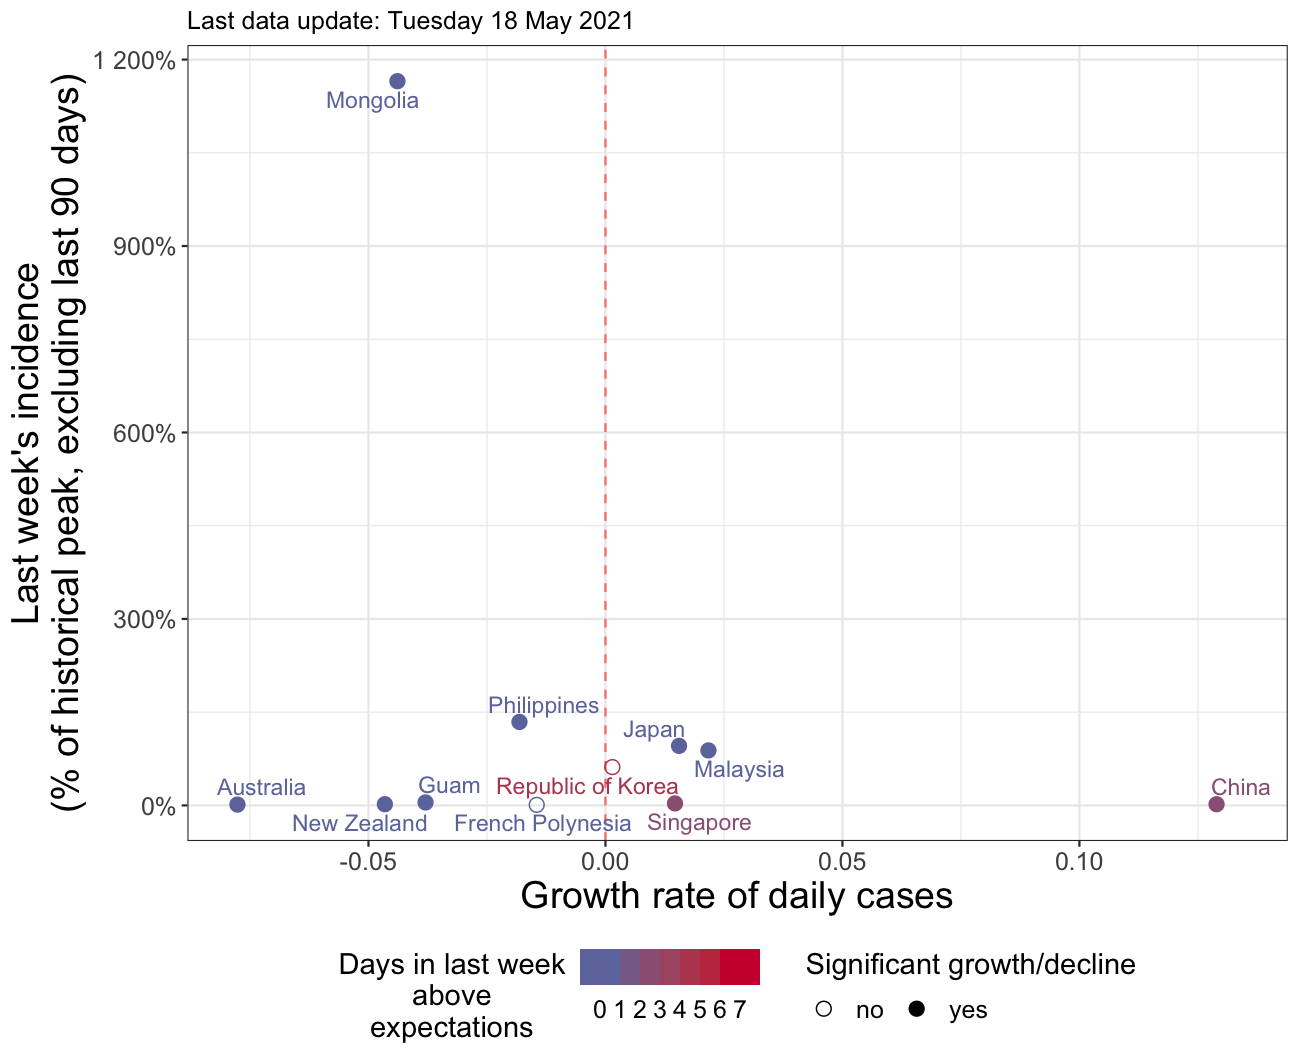 Last data update: Tuesday 18 May 2021
Last week's incidence
(% of historical peak, excluding last 90 days)
1 200%
900%
600%
300%
0%
Mongolia
Philippines
Japan
Malaysia
Republic of Korea
Australia
Guam
China
New Zealand
French Polynesia
Singapore
-0.05
0.00
0.05
0.10
Growth rate of daily cases
Days in last week
above
expectations
0 1 2 3 4 5 6 7
Significant growth/decline
no
yes